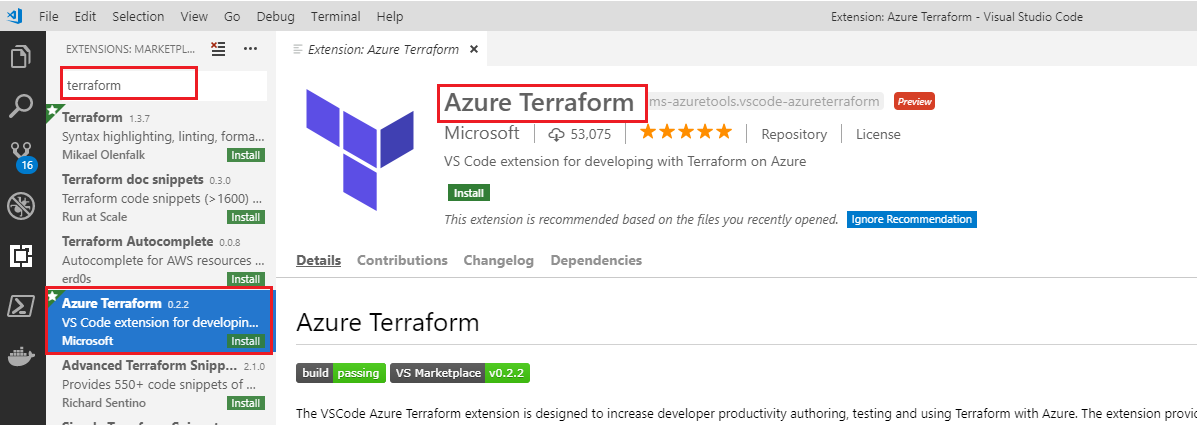 File Edit Selection View Go Debug Terminal Help Extension: Azure Terraform - Visual Studio Code
EXTENSIONS: MARKETPL...
terraform
Terraform 1.3.7
Syntax highlighting, linting, forma...
Mikael Olenfalk Install
Terraform doc snippets 0.3.0
Terraform code snippets (>1600) ...
Run at Scale Install
Terraform Autocomplete 0.0.8
Autocomplete for AWS resources ...
erd0s Install
Azure Terraform 0.2.2
VS Code extension for developin...
Microsoft Install
Advanced Terraform Snipp... 2.1.0
Provides 550+ code snippets of ...
Richard Sentino Install
16
Extension: Azure Terraform
Azure Terraform ms-azuretools.vscode-azureterraform Preview
Microsoft 53,075 Repository License
VS Code extension for developing with Terraform on Azure
Install
This extension is recommended based on the files you recently opened. Ignore Recommendation
Details Contributions Changelog Dependencies
Azure Terraform
build passing VS Marketplace v0.2.2
The VSCode Azure Terraform extension is designed to increase developer productivity authoring, testing and using Terraform with Azure. The extension provic